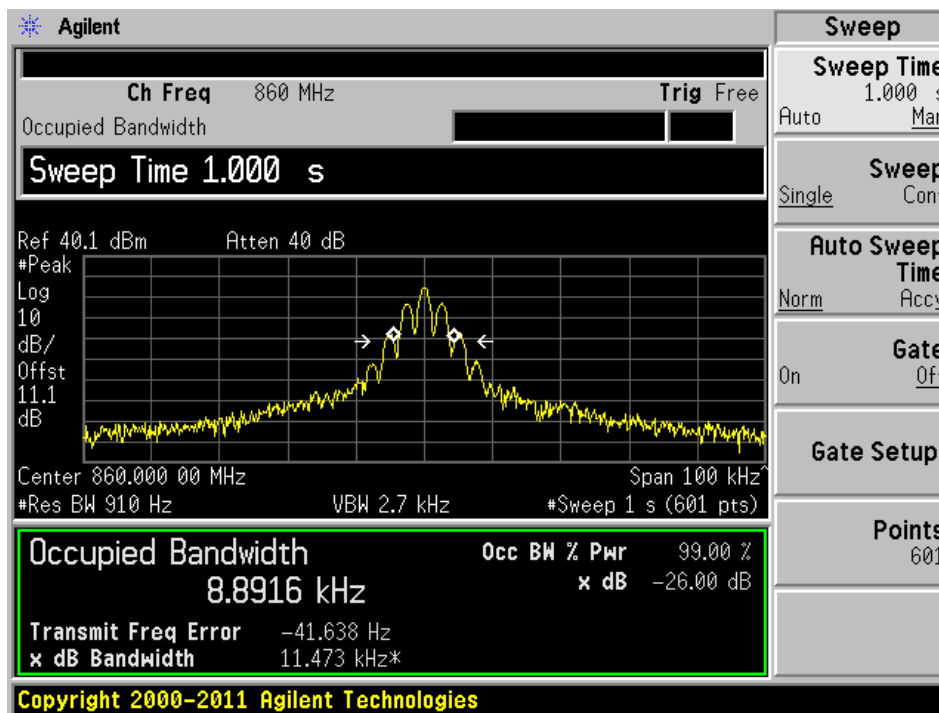 Agilent
Ch Freq 860 MHz Trig Free
Occupied Bandwidth
Sweep Time 1.000 s
Ref 40.1 dBm Atten 40 dB
#Peak
Log
10
dB/
Offst
11.1
dB
Center 860.000 00 MHz Span 100 kHz^
#Res BW 910 Hz VBW 2.7 kHz #Sweep 1 s (601 pts)
Occupied Bandwidth
8.8916 kHz
Occ BW % Pwr 99.00 %
x dB -26.00 dB
Transmit Freq Error -41.638 Hz
x dB Bandwidth 11.473 kHz*
Copyright 2000-2011 Agilent Technologies
Sweep
Sweep Time
1.000 s
Auto Man
Sweep
Single Cont
Auto Sweep
Time
Norm Accy
Gate
On Off
Gate Setup
Points
601